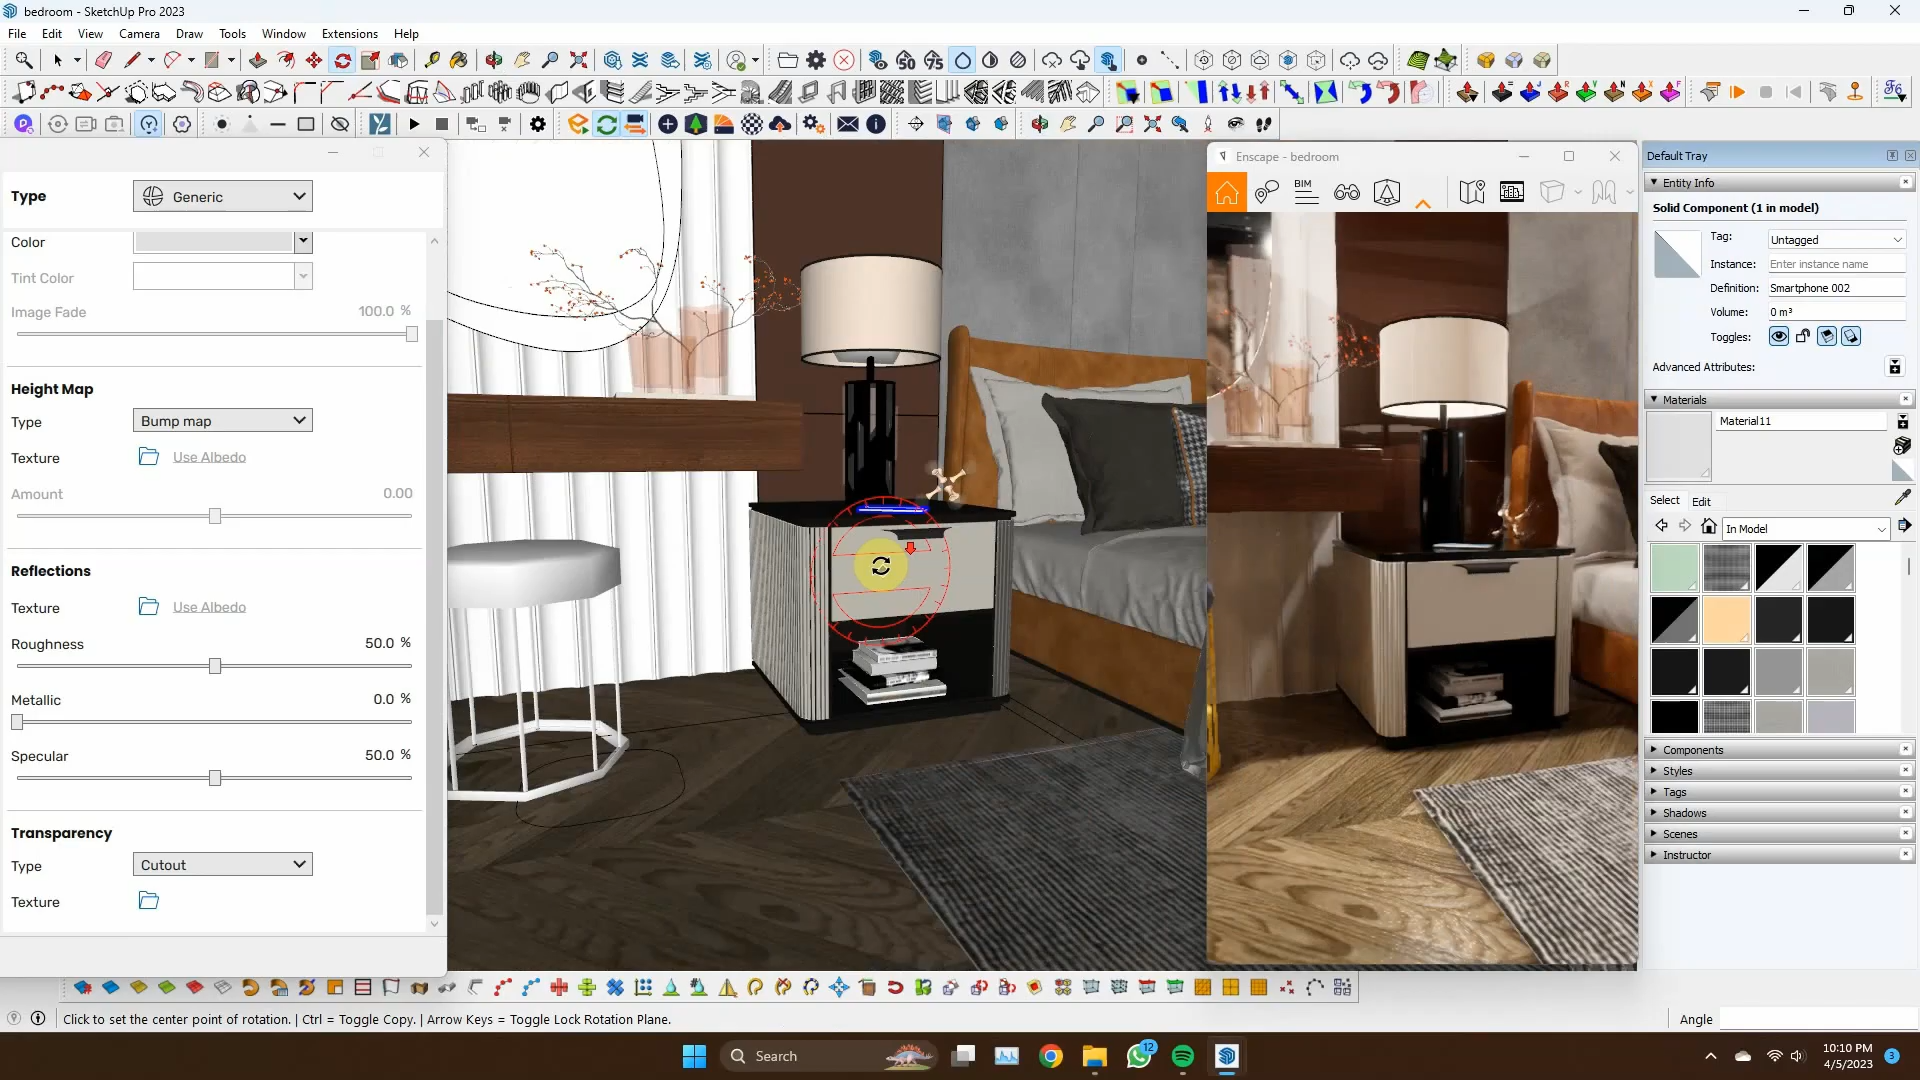 bedroom - SketchUp Pro 2023
File Edit View Camera Draw Tools Window Extensions Help
Type Generic
Color
Tint Color
Image Fade 100.0 %
Height Map
Type Bump map
Texture Use Albedo
Amount 0.00
Reflections
Texture Use Albedo
Roughness 50.0 %
Metallic 0.0 %
Specular 50.0 %
Transparency
Type Cutout
Texture
Enscape - bedroom
BIM
Default Tray
Entity Info
Solid Component (1 in model)
Tag: Untagged
Instance: Enter instance name
Definition: Smartphone 002
Volume: 0 m³
Toggles:
Advanced Attributes:
Materials
Material11
Select Edit
In Model
Components
Styles
Tags
Shadows
Scenes
Instructor
Click to set the center point of rotation. | Ctrl = Toggle Copy. | Arrow Keys = Toggle Lock Rotation Plane.
Angle
Search
12
10:10 PM
4/5/2023
3